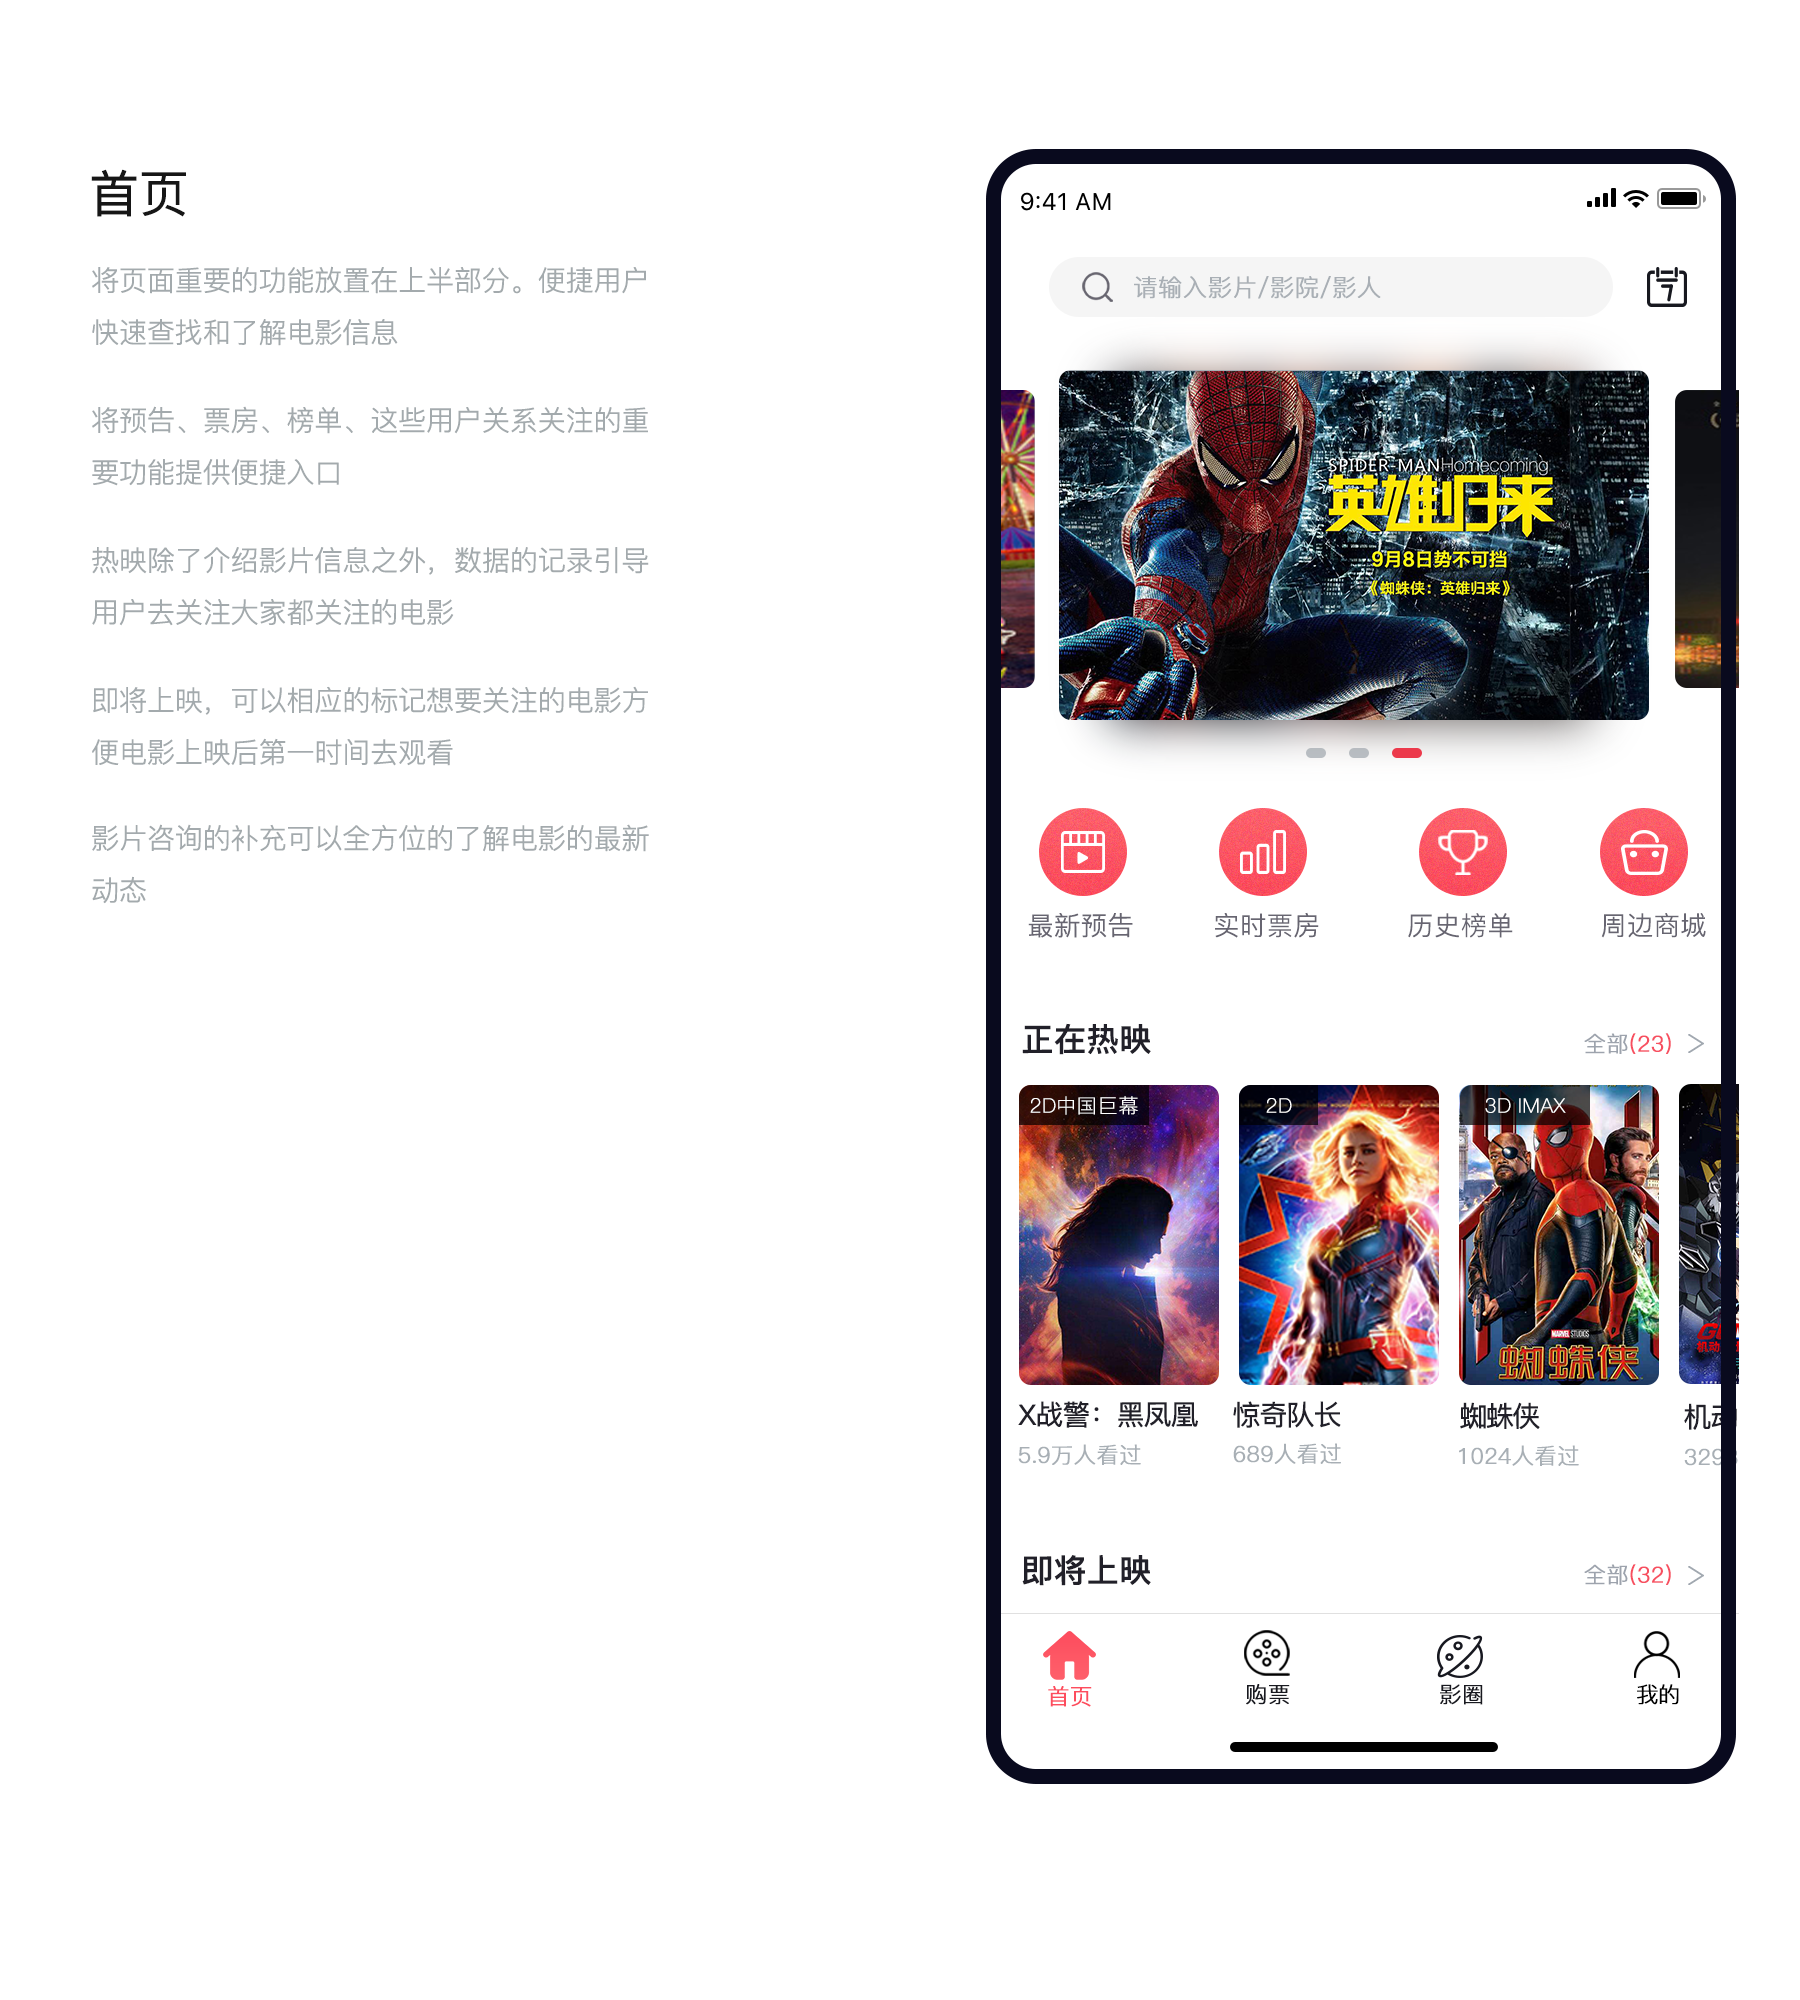 首页
将页面重要的功能放置在上半部分。便捷用户
快速查找和了解电影信息
将预告、票房、榜单、这些用户关系关注的重
要功能提供便捷入口
热映除了介绍影片信息之外，数据的记录引导
用户去关注大家都关注的电影
即将上映，可以相应的标记想要关注的电影方
便电影上映后第一时间去观看
影片咨询的补充可以全方位的了解电影的最新
动态
9:41 AM
请输入影片/影院/影人
7
SPIDER-MAN Homecoming
英雄归来
9月8日势不可挡
《蜘蛛侠：英雄归来》
最新预告
实时票房
历史榜单
周边商城
正在热映
全部(23) >
2D中国巨幕
2D
3D IMAX
MARVEL STUDIOS
蜘蛛侠
X战警：黑凤凰
惊奇队长
蜘蛛侠
机动
5.9万人看过
689人看过
1024人看过
329
即将上映
全部(32) >
首页
购票
影圈
我的